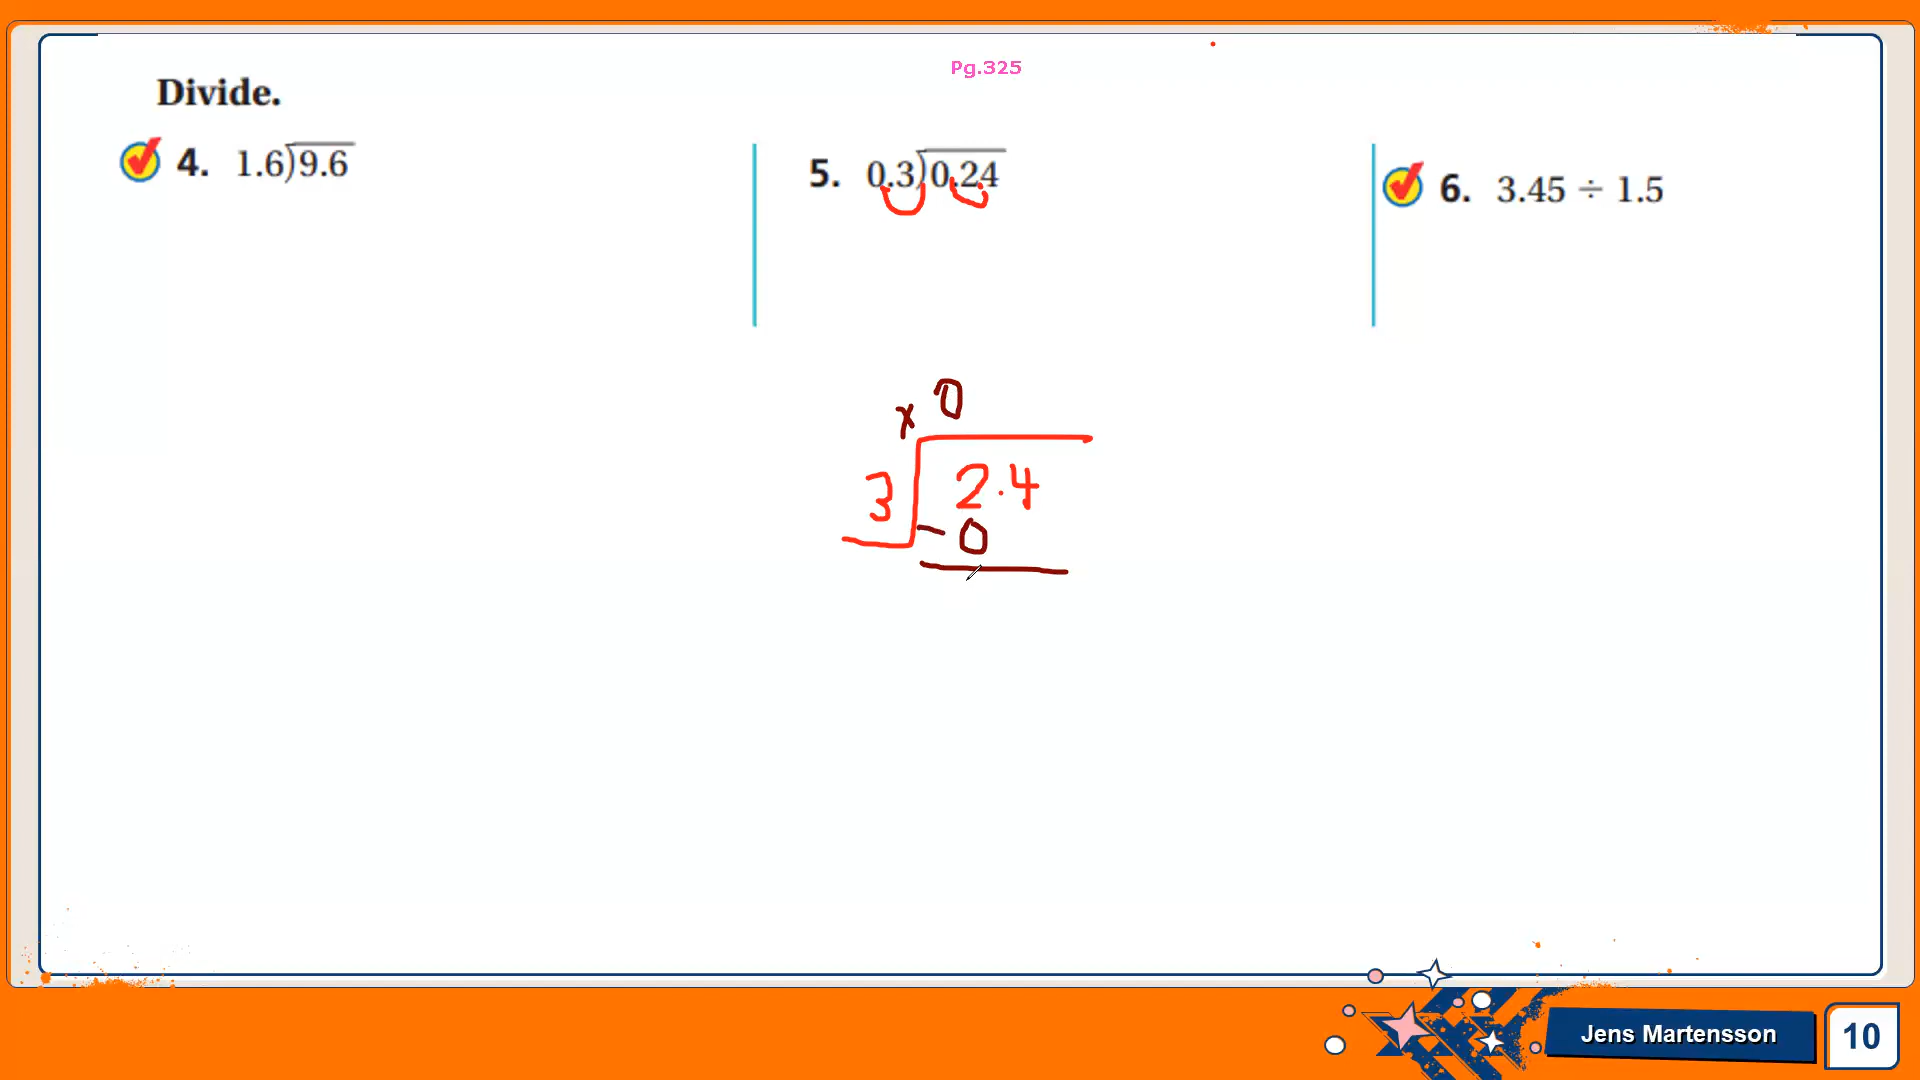 Pg.325
Divide.
4. 1.6)9.6
5. 0.3)0.24
6. 3.45 ÷ 1.5
x 0
3 2.4
- 0
Jens Martensson
10